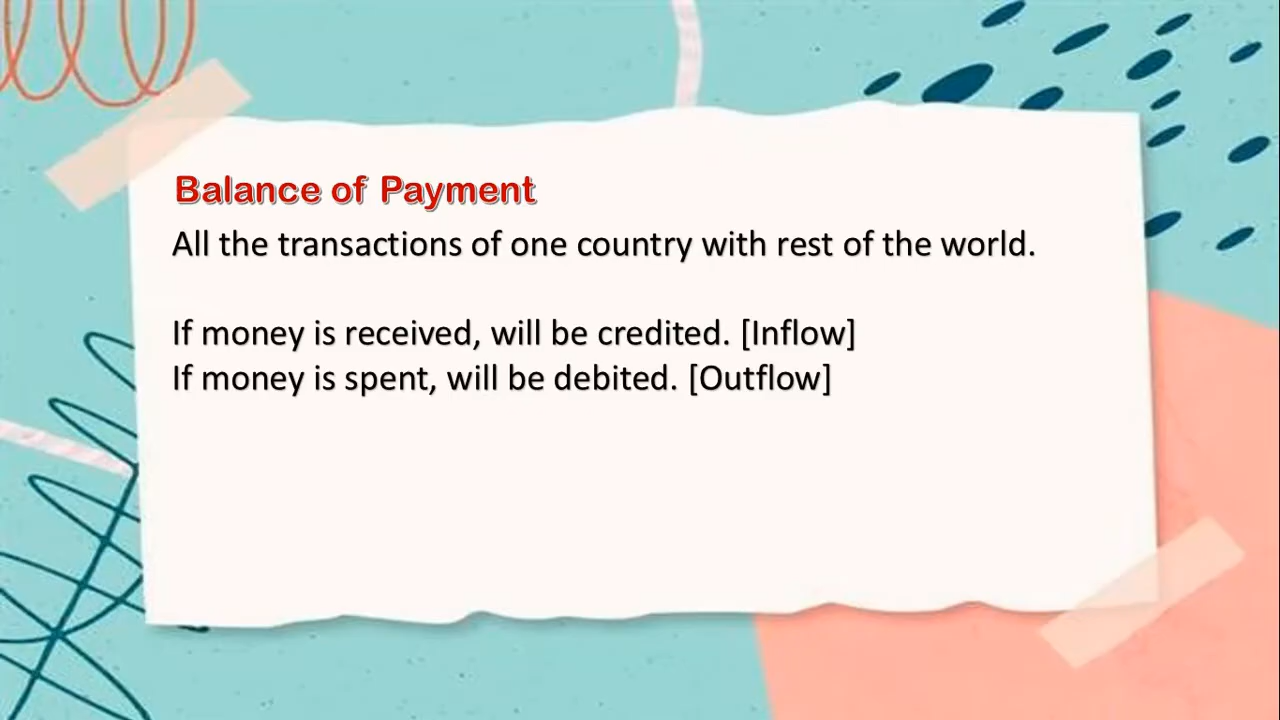 Balance of Payment
All the transactions of one country with rest of the world.
If money is received, will be credited. [Inflow]
If money is spent, will be debited. [Outflow]